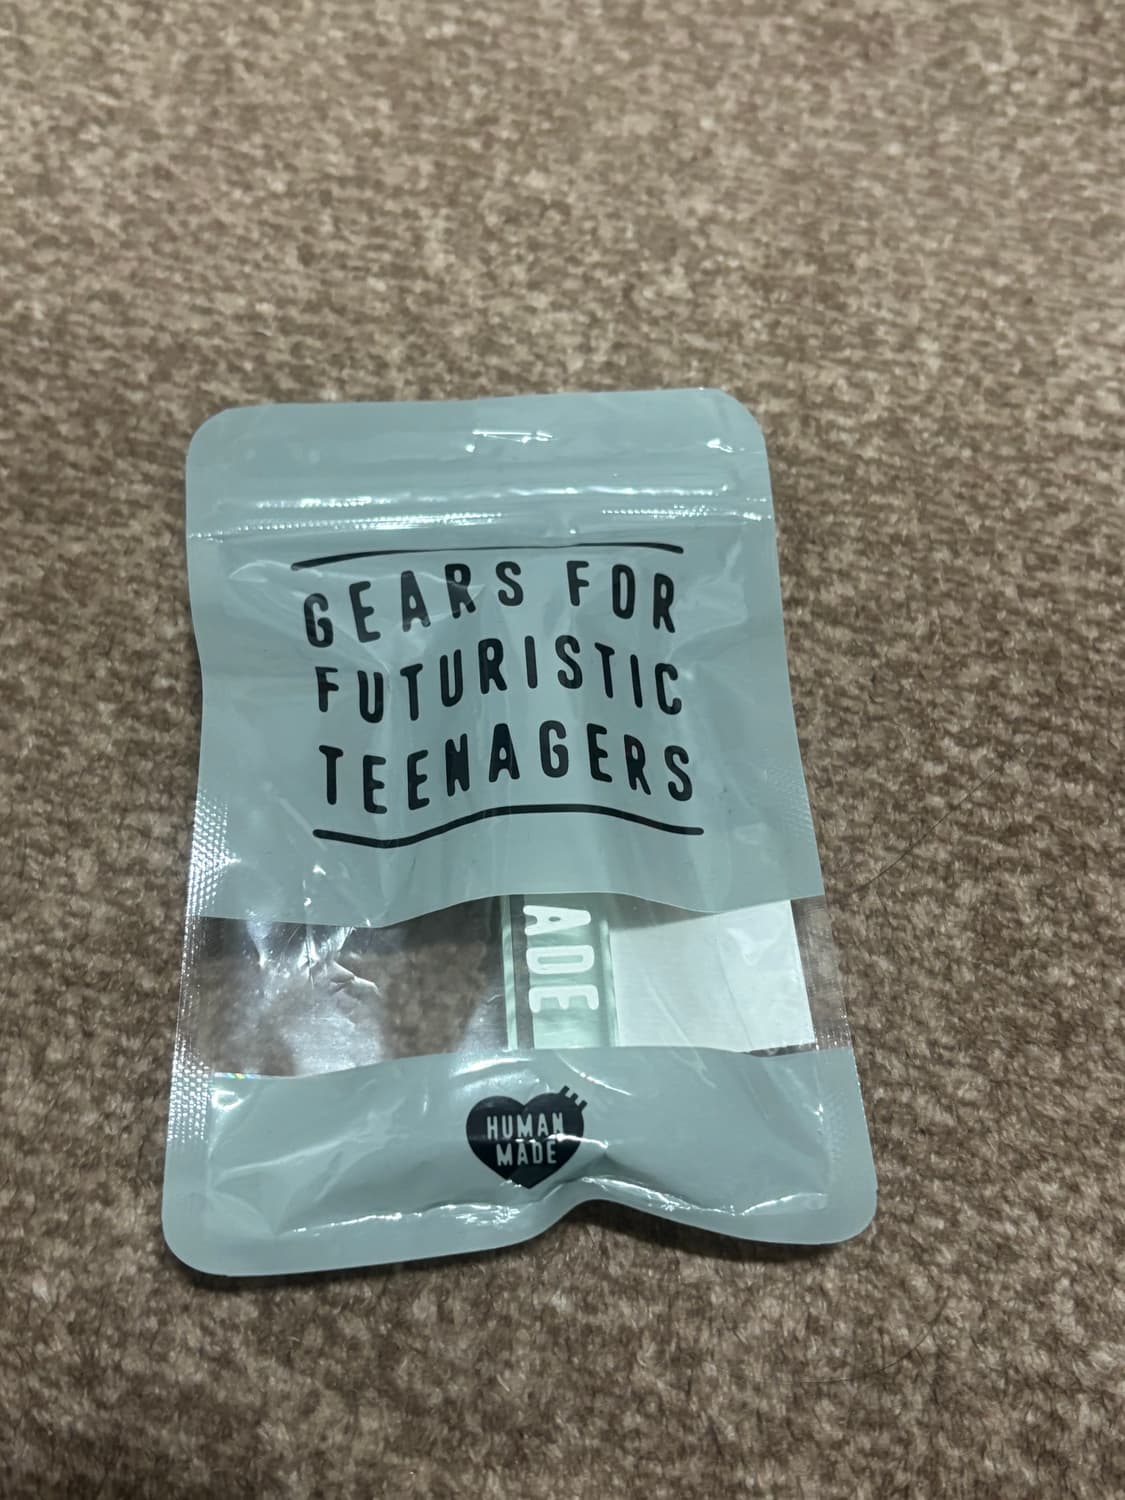 GEARS FOR
FUTURISTIC
TEENAGERS
ADE
HUMAN
MADE